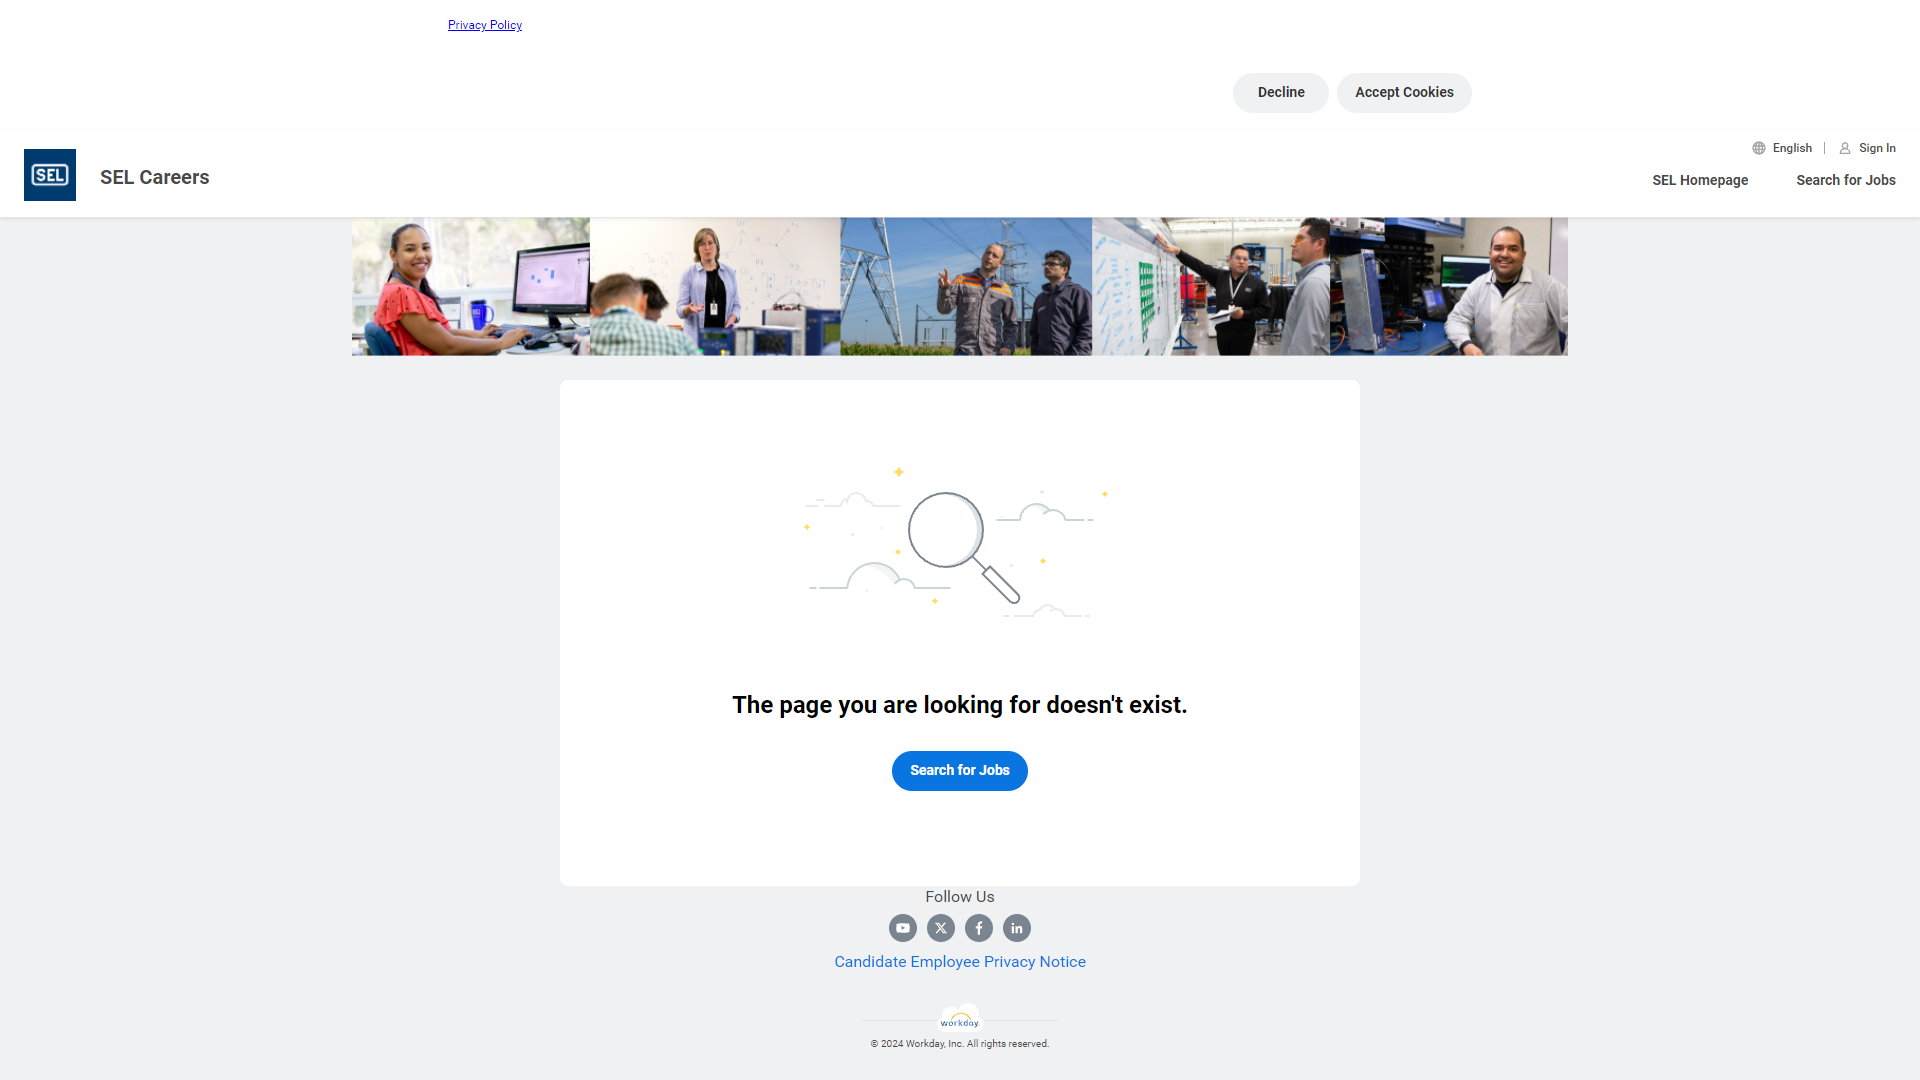 Privacy Policy
Decline
Accept Cookies
English
Sign In
SEL
SEL Careers
SEL Homepage
Search for Jobs
The page you are looking for doesn't exist.
Search for Jobs
Follow Us
Candidate Employee Privacy Notice
workday.
© 2024 Workday, Inc. All rights reserved.